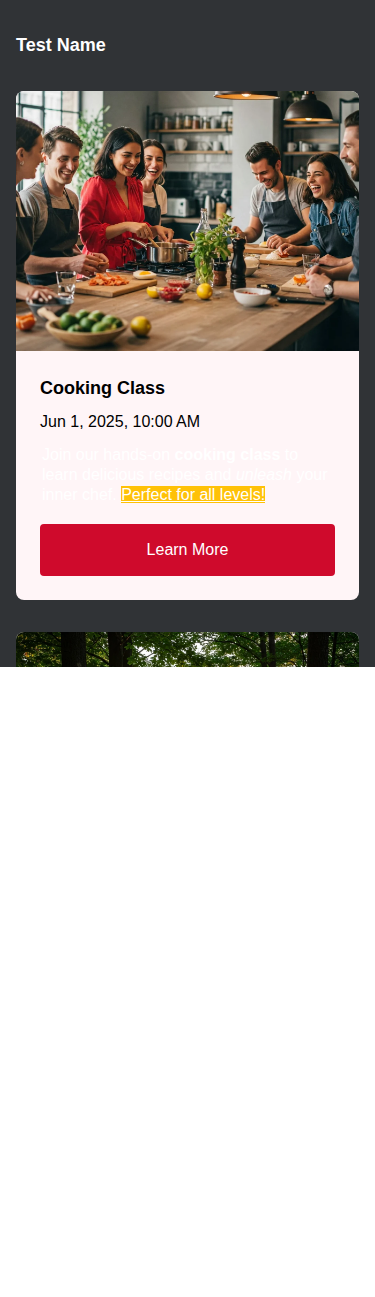 Test Name
Cooking Class
Jun 1, 2025, 10:00 AM
Join our hands-on cooking class to
learn delicious recipes and unleash your
inner chef. Perfect for all levels!
Learn More